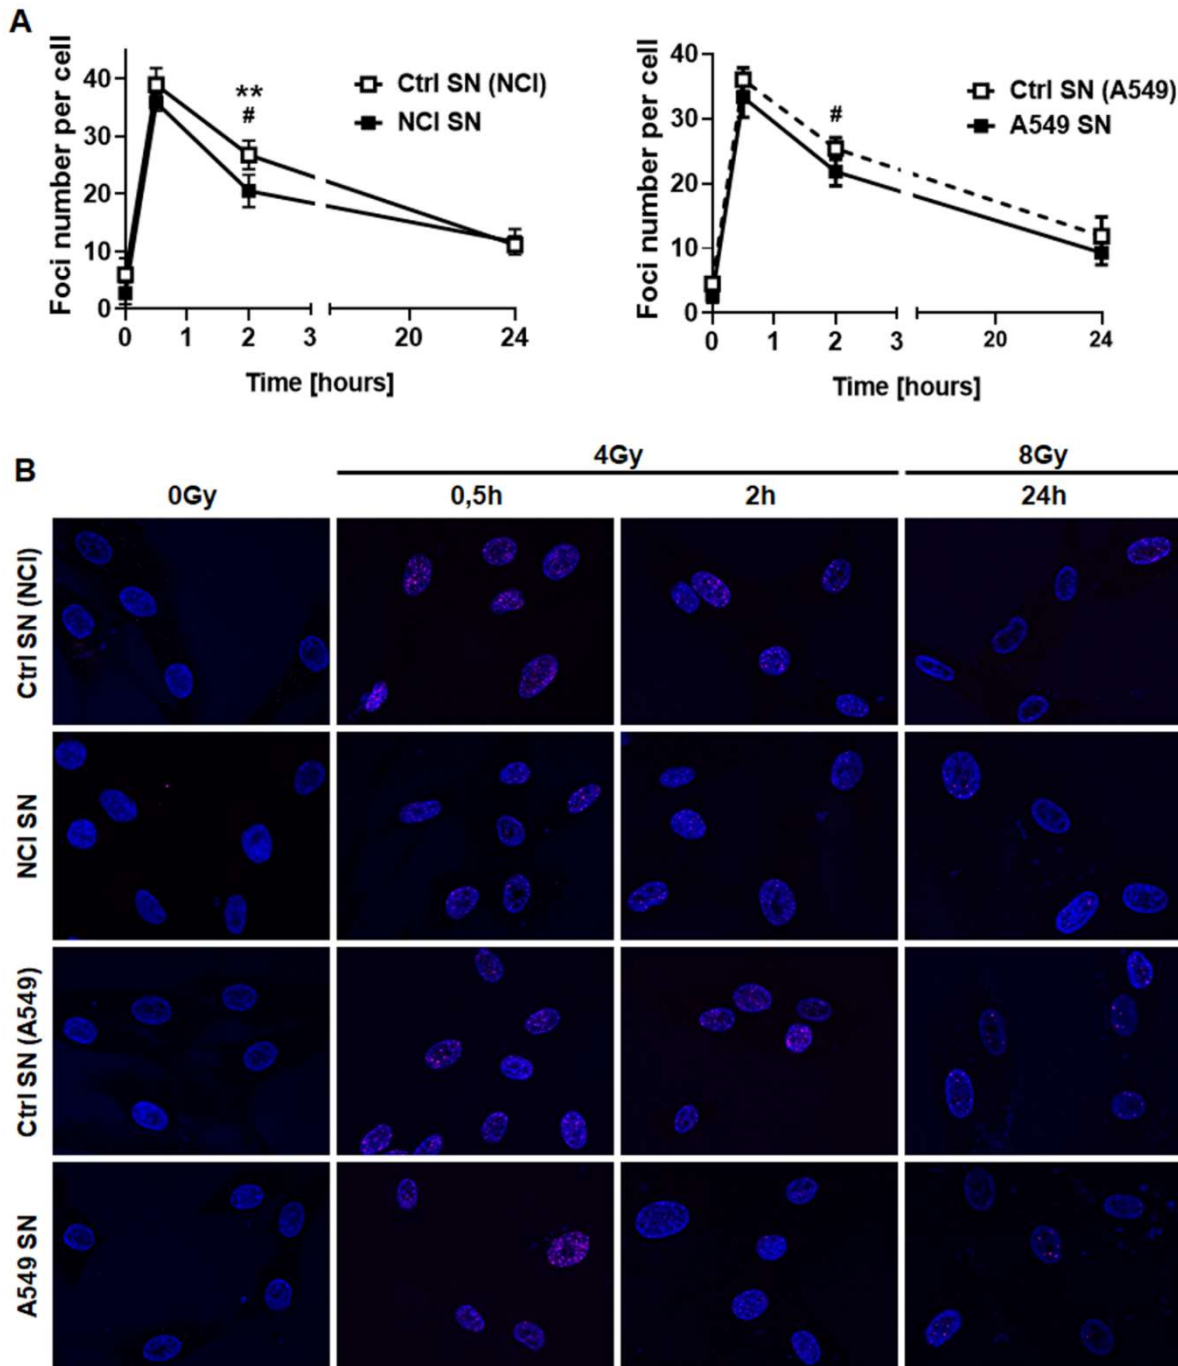 A
Foci number per cell
40
30
20
10
0
**
#
Ctrl SN (NCI)
NCI SN
0 1 2 3 20 24
Time [hours]
Foci number per cell
40
30
20
10
0
#
Ctrl SN (A549)
A549 SN
0 1 2 3 20 24
Time [hours]
B
4Gy 8Gy
0Gy 0,5h 2h 24h
Ctrl SN (NCI)
NCI SN
Ctrl SN (A549)
A549 SN